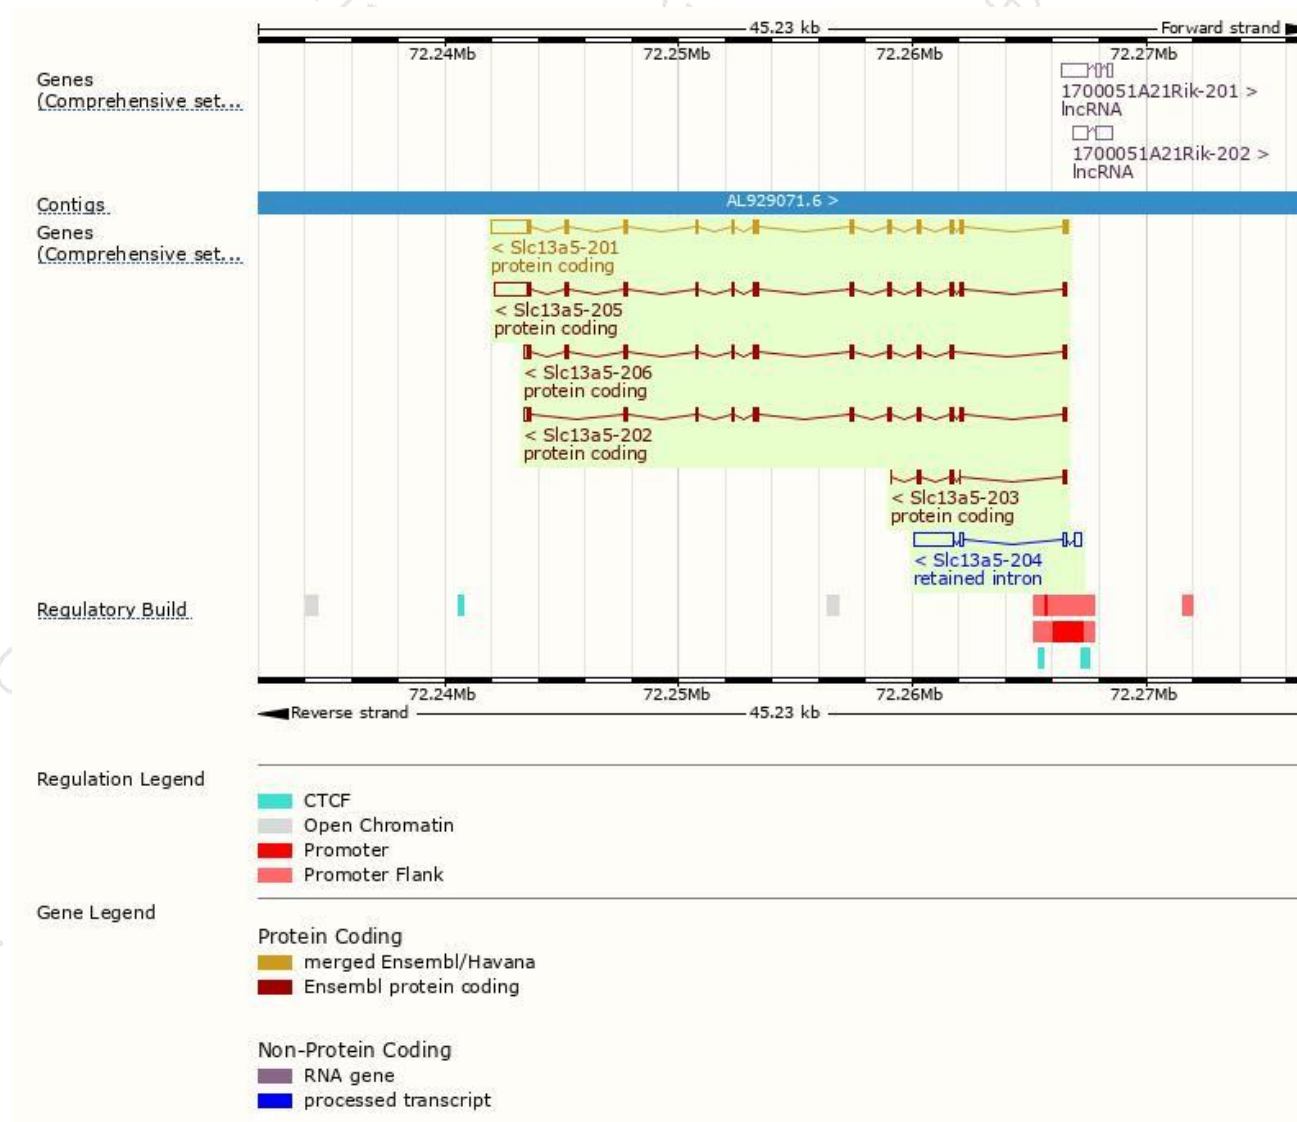 45.23 kb Forward strand
72.24Mb 72.25Mb 72.26Mb 72.27Mb
Genes
(Comprehensive set...
1700051A21Rik-201 >
lncRNA
1700051A21Rik-202 >
lncRNA
Contigs
AL929071.6 >
Genes
(Comprehensive set...
< Slc13a5-201
protein coding
< Slc13a5-205
protein coding
< Slc13a5-206
protein coding
< Slc13a5-202
protein coding
< Slc13a5-203
protein coding
< Slc13a5-204
retained intron
Regulatory Build
72.24Mb 72.25Mb 72.26Mb 72.27Mb
Reverse strand 45.23 kb
Regulation Legend
CTCF
Open Chromatin
Promoter
Promoter Flank
Gene Legend
Protein Coding
merged Ensembl/Havana
Ensembl protein coding
Non-Protein Coding
RNA gene
processed transcript